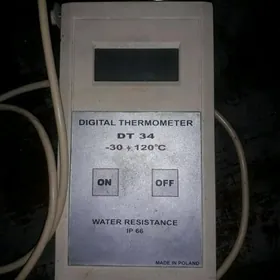 DIGITAL THERMOMETER
DT 34
-30 ÷ 120°C
ON OFF
WATER RESISTANCE
IP 66
MADE IN POLAND